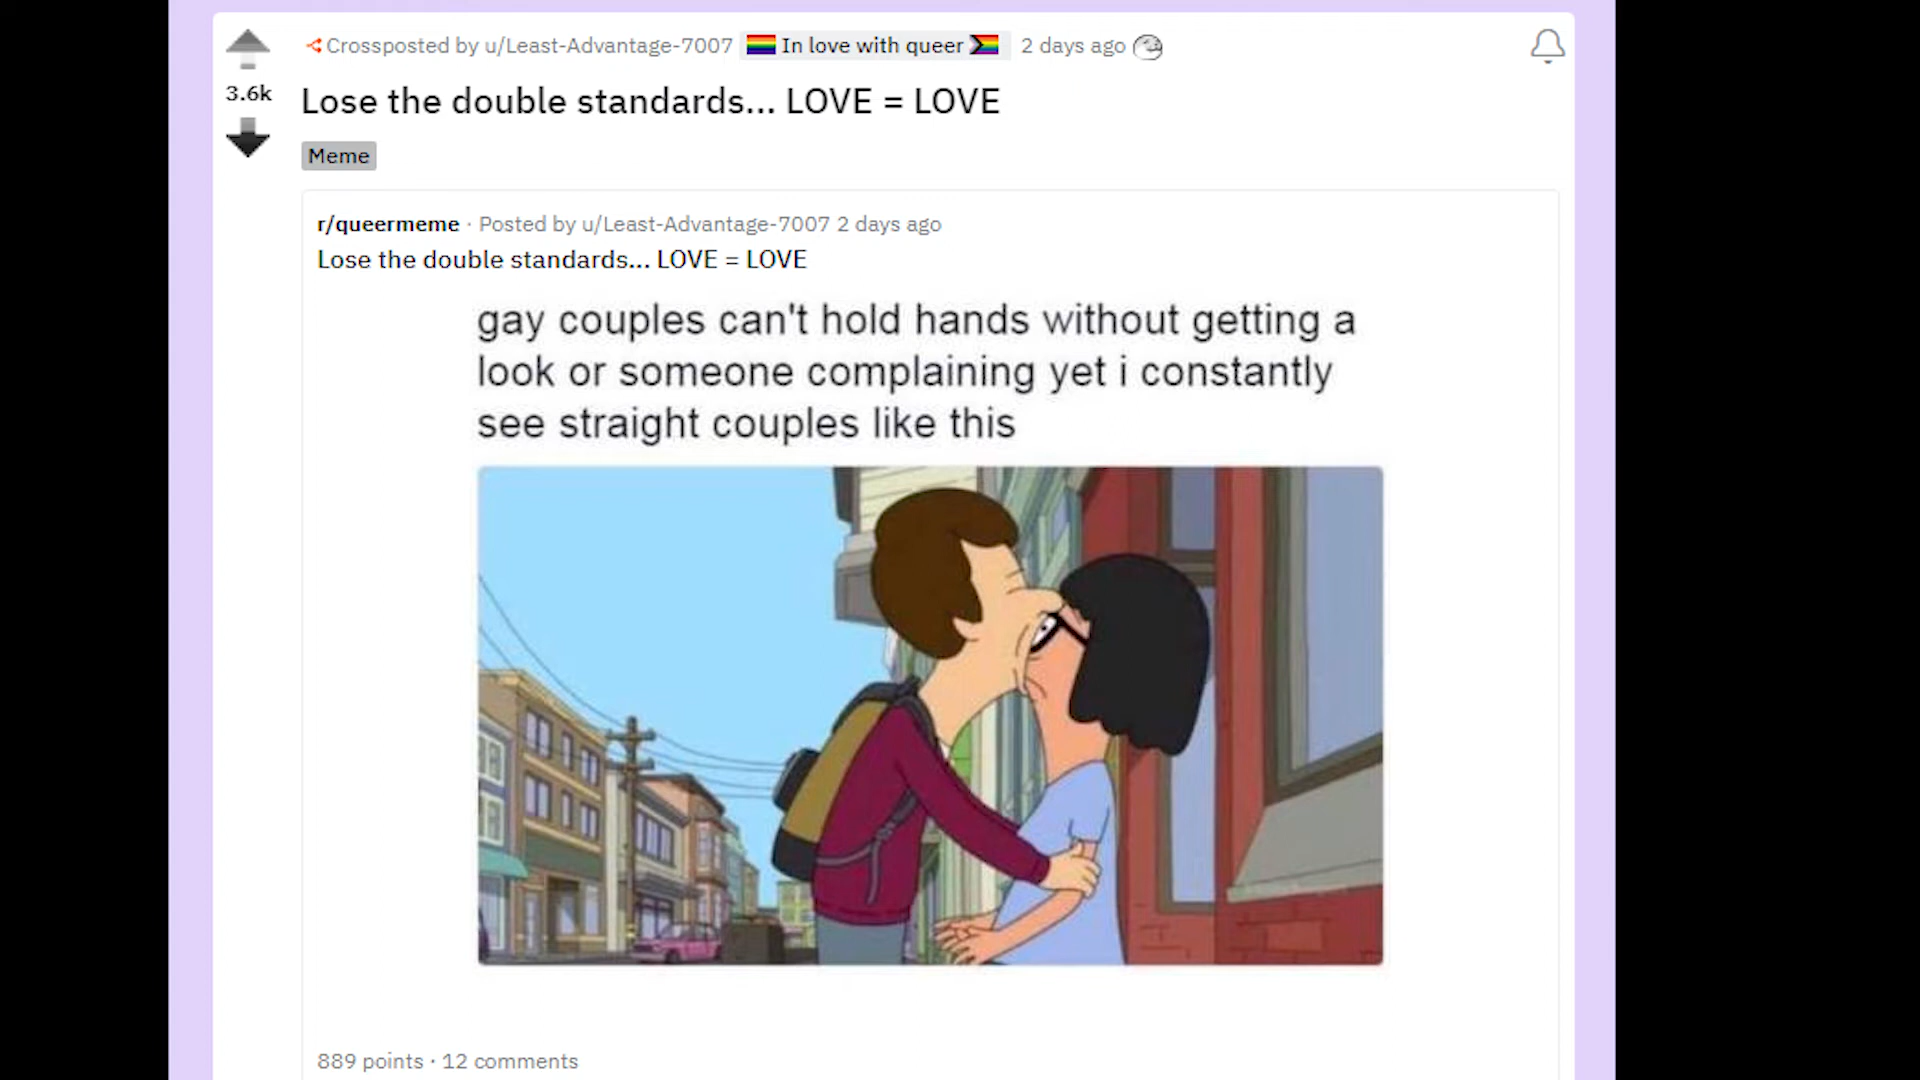 Crossposted by u/Least-Advantage-7007 In love with queer 2 days ago
3.6k
Lose the double standards... LOVE = LOVE
Meme
r/queermeme · Posted by u/Least-Advantage-7007 2 days ago
Lose the double standards... LOVE = LOVE
gay couples can't hold hands without getting a
look or someone complaining yet i constantly
see straight couples like this
889 points · 12 comments